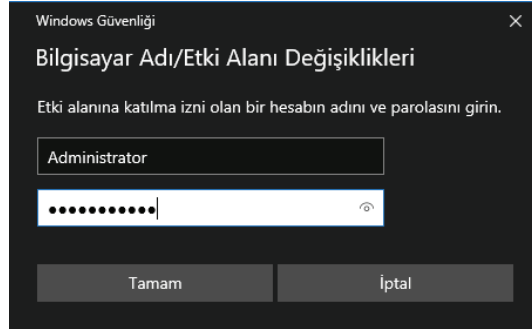 Windows Güvenliği
Bilgisayar Adı/Etki Alanı Değişiklikleri
Etki alanına katılma izni olan bir hesabın adını ve parolasını girin.
Administrator
●●●●●●●●●●●
Tamam İptal